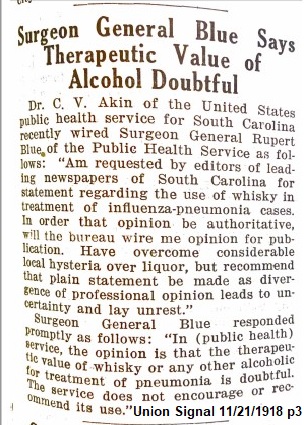 Surgeon General Blue Says
Therapeutic Value of
Alcohol Doubtful
Dr. C. V. Akin of the United States
public health service for South Carolina
recently wired Surgeon General Rupert
Blue of the Public Health Service as fol-
lows: "Am requested by editors of lead-
ing newspapers of South Carolina for
statement regarding the use of whisky in
treatment of influenza-pneumonia cases.
In order that opinion be authoritative,
will the bureau wire me opinion for pub-
lication. Have overcome considerable
local hysteria over liquor, but recommend
that plain statement be made as diver-
gence of professional opinion leads to un-
certainty and lay unrest."
Surgeon General Blue responded
promptly as follows: "In (public health)
service, the opinion is that the therapeu-
tic value of whisky or any other alcoholic
for treatment of pneumonia is doubtful.
The service does not encourage or rec-
ommend its use."
Union Signal 11/21/1918 p3